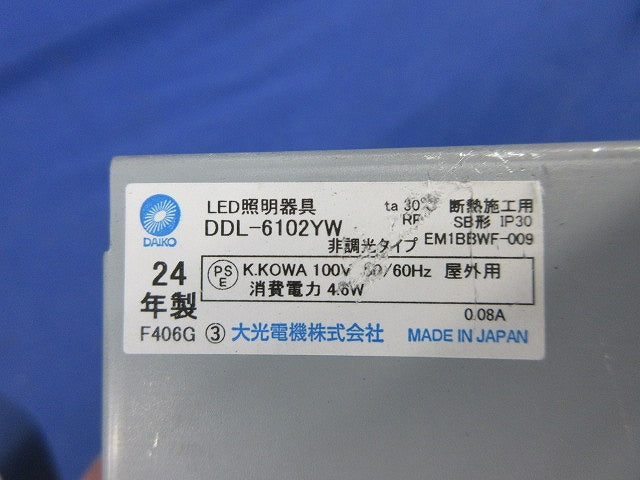 DAIKO
LED照明器具
DDL-6102YW
非調光タイプ
ta 30℃ 断熱施工用
RF SB形 IP30
EM1BBWF-009
24
年製
F406G
PS
E
K.KOWA 100V 50/60Hz 屋外用
消費電力 4.6W
0.08A
③ 大光電機株式会社 MADE IN JAPAN